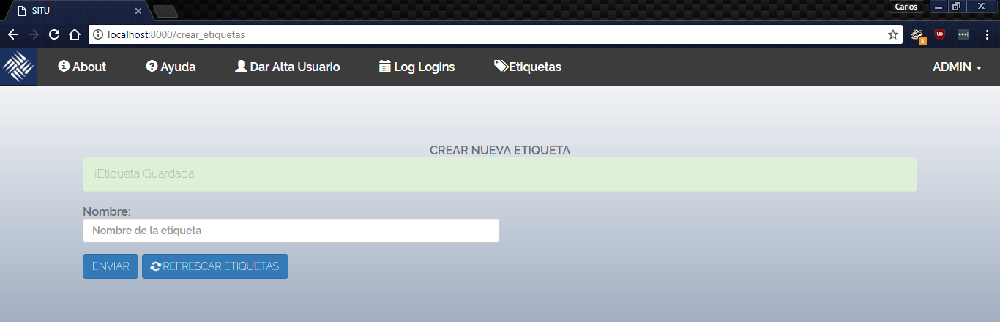 SITU
Carlos
localhost:8000/crear_etiquetas
3
About Ayuda Dar Alta Usuario Log Logins Etiquetas ADMIN
CREAR NUEVA ETIQUETA
¡Etiqueta Guardada
Nombre:
Nombre de la etiqueta
ENVIAR REFRESCAR ETIQUETAS